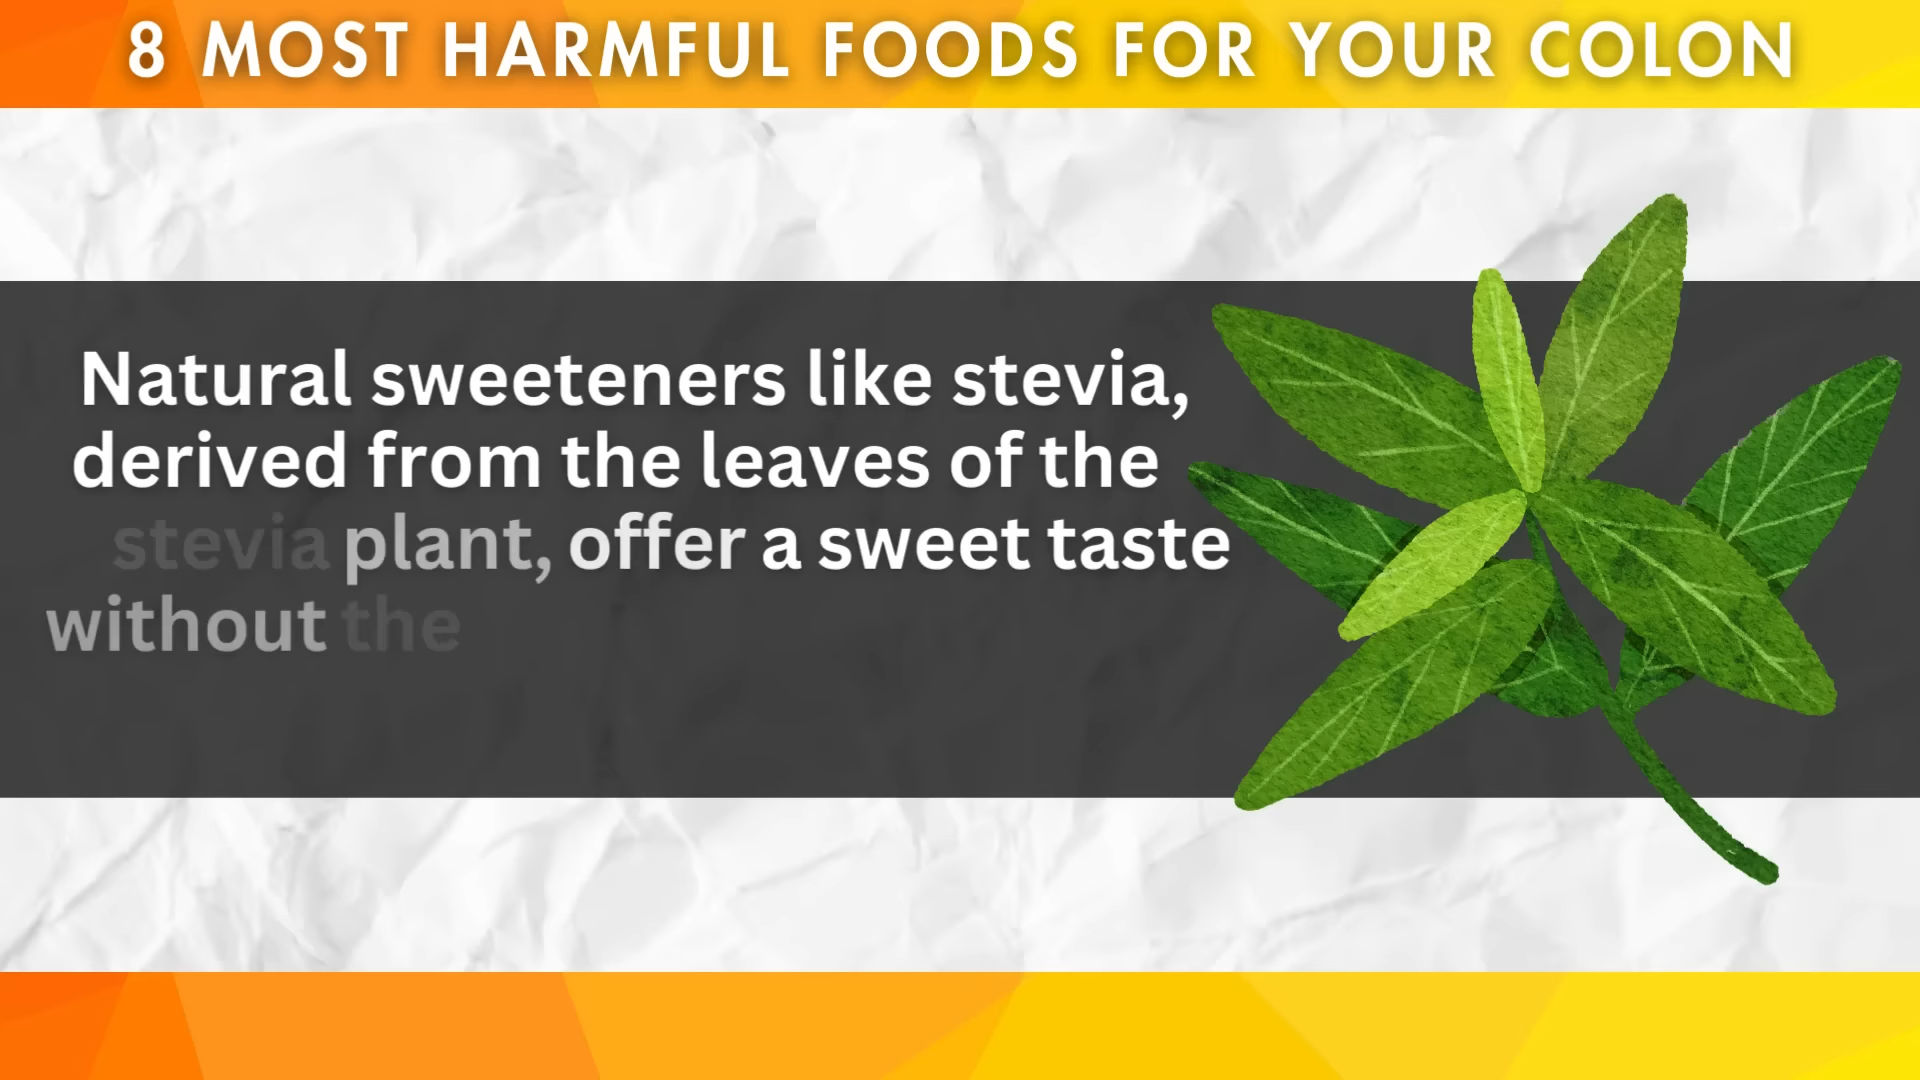 8 MOST HARMFUL FOODS FOR YOUR COLON
Natural sweeteners like stevia,
derived from the leaves of the
stevia plant, offer a sweet taste
without the